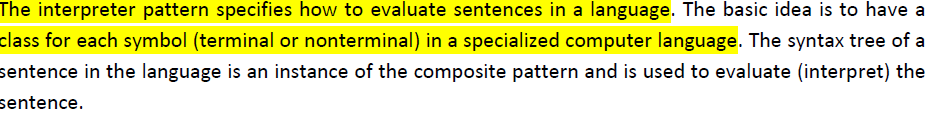 The interpreter pattern specifies how to evaluate sentences in a language. The basic idea is to have a
class for each symbol (terminal or nonterminal) in a specialized computer language. The syntax tree of a
sentence in the language is an instance of the composite pattern and is used to evaluate (interpret) the
sentence.